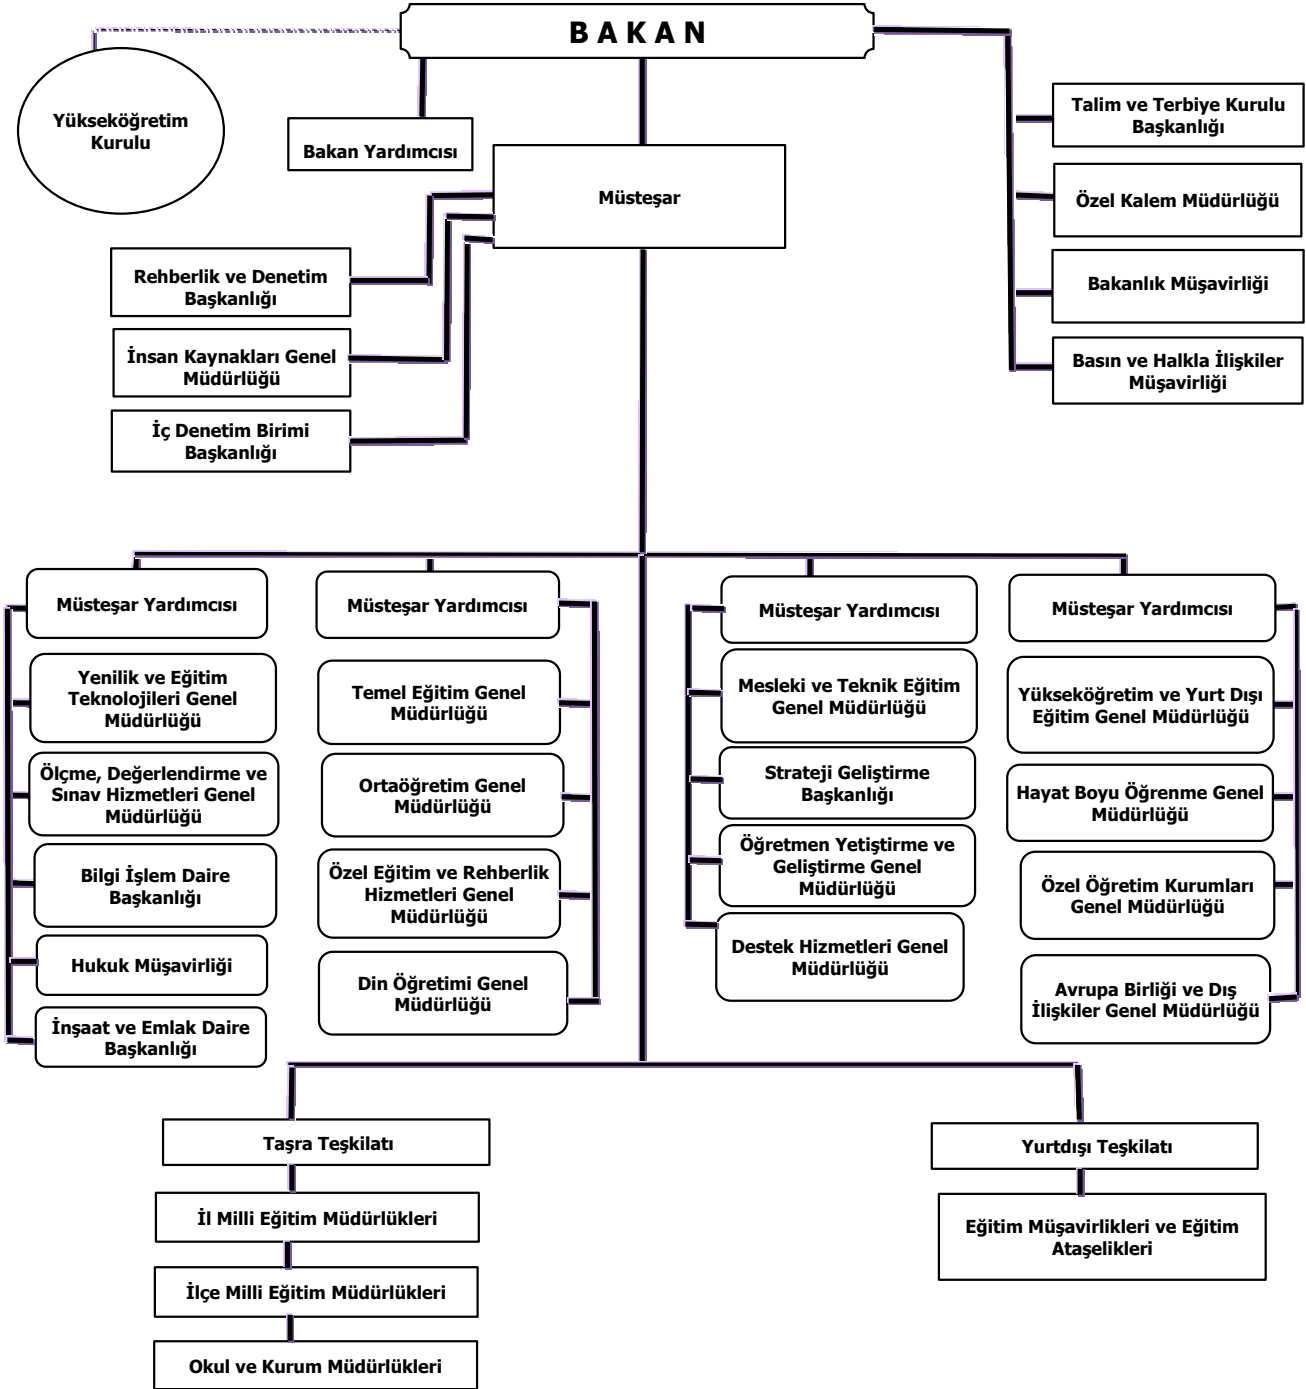 B A K A N
Yükseköğretim
Kurulu
Bakan Yardımcısı
Müsteşar
Talim ve Terbiye Kurulu
Başkanlığı
Özel Kalem Müdürlüğü
Bakanlık Müşavirliği
Basın ve Halkla İlişkiler
Müşavirliği
Rehberlik ve Denetim
Başkanlığı
İnsan Kaynakları Genel
Müdürlüğü
İç Denetim Birimi
Başkanlığı
Müsteşar Yardımcısı
Yenilik ve Eğitim
Teknolojileri Genel
Müdürlüğü
Ölçme, Değerlendirme ve
Sınav Hizmetleri Genel
Müdürlüğü
Bilgi İşlem Daire
Başkanlığı
Hukuk Müşavirliği
İnşaat ve Emlak Daire
Başkanlığı
Müsteşar Yardımcısı
Temel Eğitim Genel
Müdürlüğü
Ortaöğretim Genel
Müdürlüğü
Özel Eğitim ve Rehberlik
Hizmetleri Genel
Müdürlüğü
Din Öğretimi Genel
Müdürlüğü
Müsteşar Yardımcısı
Mesleki ve Teknik Eğitim
Genel Müdürlüğü
Strateji Geliştirme
Başkanlığı
Öğretmen Yetiştirme ve
Geliştirme Genel
Müdürlüğü
Destek Hizmetleri Genel
Müdürlüğü
Müsteşar Yardımcısı
Yükseköğretim ve Yurt Dışı
Eğitim Genel Müdürlüğü
Hayat Boyu Öğrenme Genel
Müdürlüğü
Özel Öğretim Kurumları
Genel Müdürlüğü
Avrupa Birliği ve Dış
İlişkiler Genel Müdürlüğü
Taşra Teşkilatı
İl Milli Eğitim Müdürlükleri
İlçe Milli Eğitim Müdürlükleri
Okul ve Kurum Müdürlükleri
Yurtdışı Teşkilatı
Eğitim Müşavirlikleri ve Eğitim
Ataşelikleri